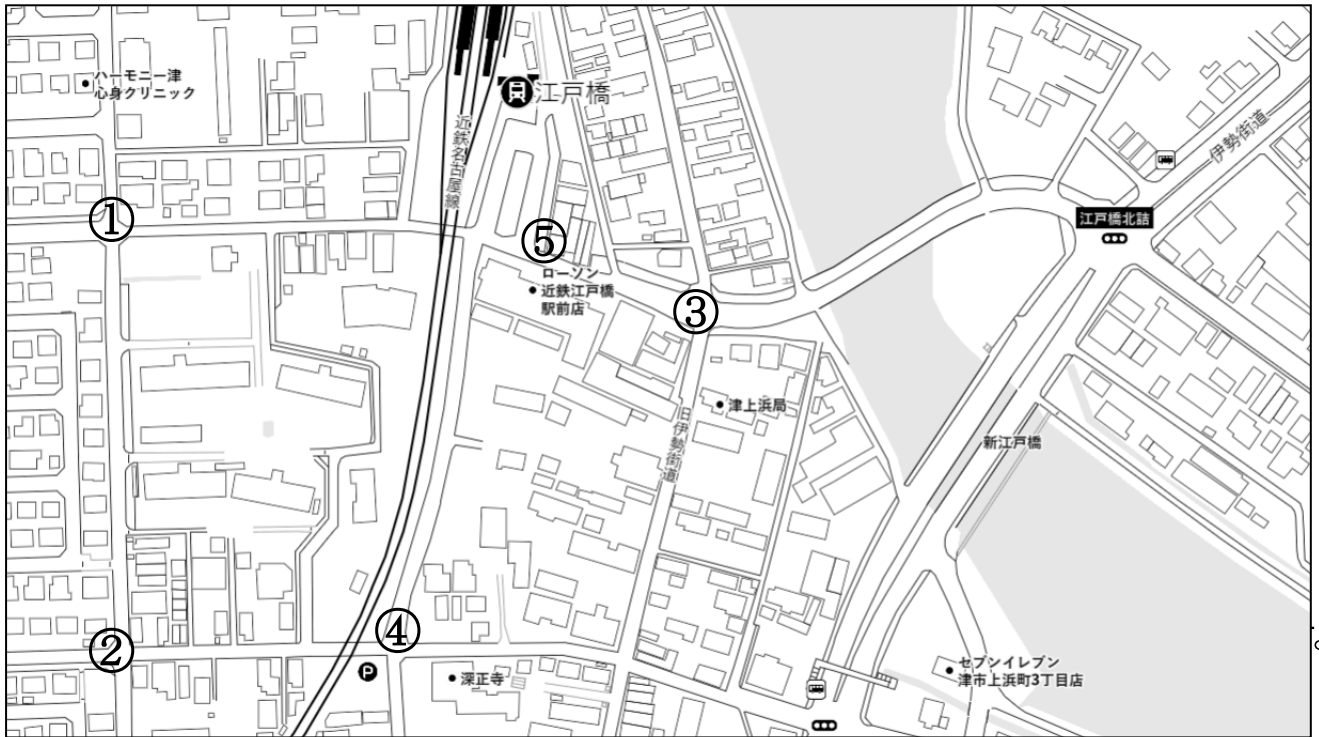 ハーモニー津
心身クリニック
江戸橋
近鉄名古屋線
伊勢街道
江戸橋北詰
①
⑤
ローソン
近鉄江戸橋
駅前店
③
津上浜局
旧伊勢街道
新江戸橋
④
②
P
深正寺
セブンイレブン
津市上浜町3丁目店
。